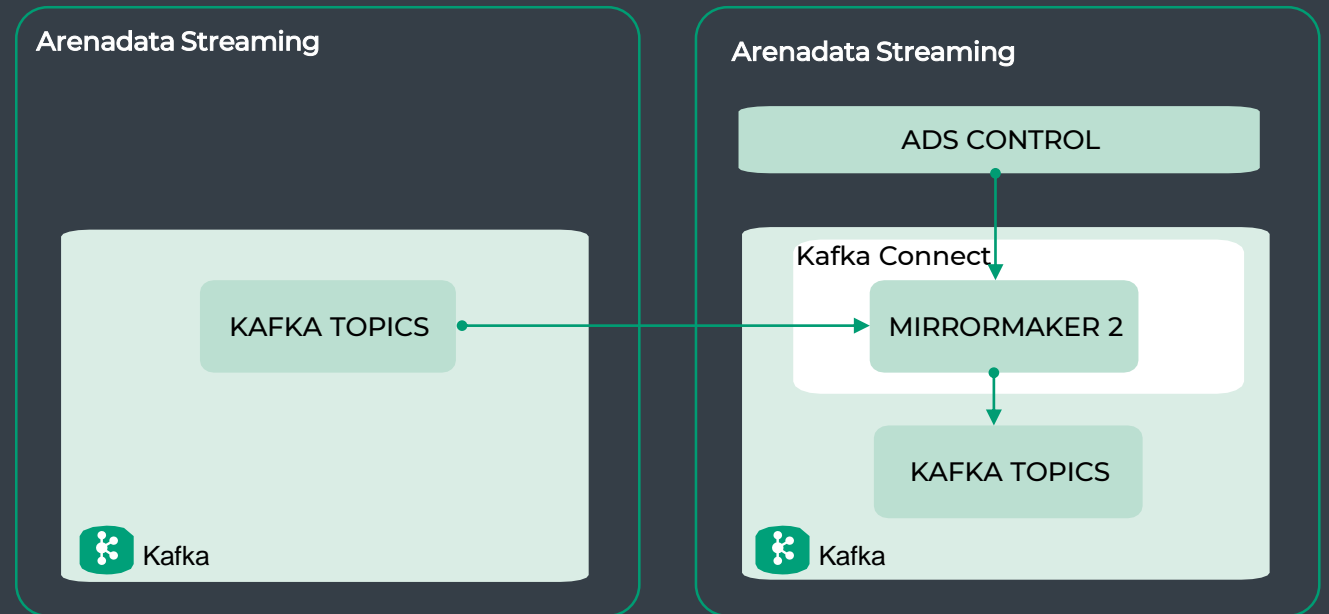 Arenadata Streaming
KAFKA TOPICS
Kafka
Arenadata Streaming
ADS CONTROL
Kafka Connect
MIRRORMAKER 2
KAFKA TOPICS
Kafka